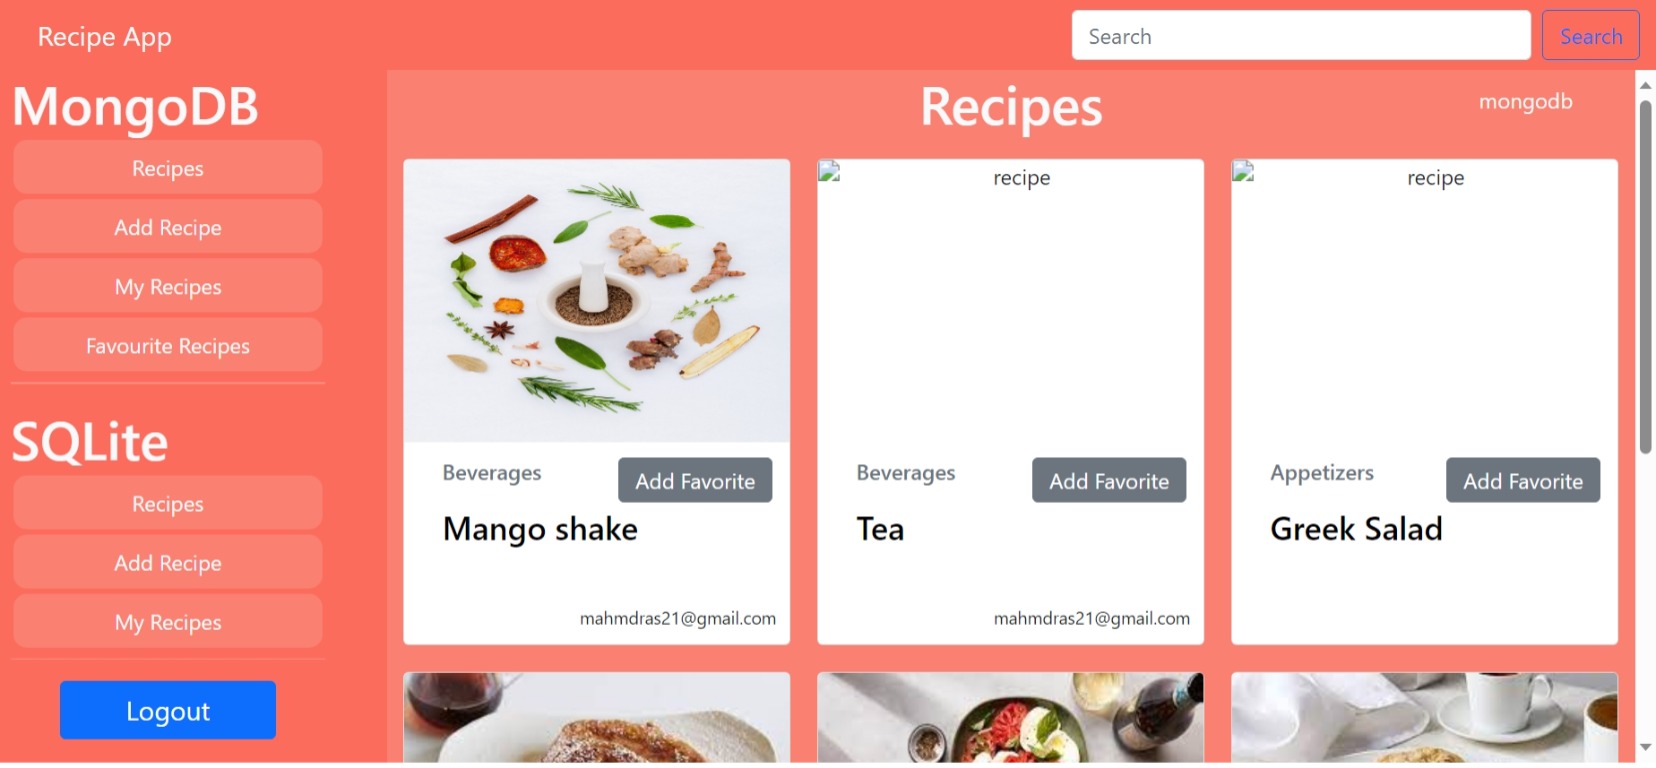 Recipe App
Search
Search
MongoDB
Recipes
Add Recipe
My Recipes
Favourite Recipes
SQLite
Recipes
Add Recipe
My Recipes
Logout
Recipes
mongodb
Beverages
Add Favorite
Mango shake
mahmdras21@gmail.com
recipe
Beverages
Add Favorite
Tea
mahmdras21@gmail.com
recipe
Appetizers
Add Favorite
Greek Salad